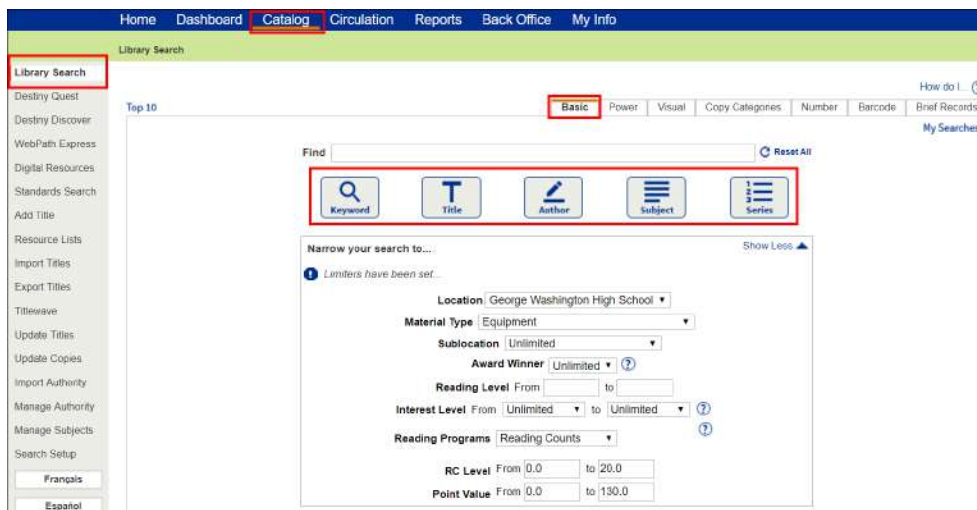 Home Dashboard Catalog Circulation Reports Back Office My Info
Library Search
Library Search
Destiny Quest
Destiny Discover
WebPath Express
Digital Resources
Standards Search
Add Title
Resource Lists
Import Titles
Export Titles
Titlewave
Update Titles
Update Copies
Import Authority
Manage Authority
Manage Subjects
Search Setup
Français
Español
How do I...
Top 10
Basic Power Visual Copy Categories Number Barcode Brief Records
My Searches
Find Reset All
Keyword Title Author Subject Series
Narrow your search to... Show Less
Limiters have been set...
Location George Washington High School
Material Type Equipment
Sublocation Unlimited
Award Winner Unlimited ?
Reading Level From to
Interest Level From Unlimited to Unlimited ?
?
Reading Programs Reading Counts
RC Level From 0.0 to 20.0
Point Value From 0.0 to 130.0